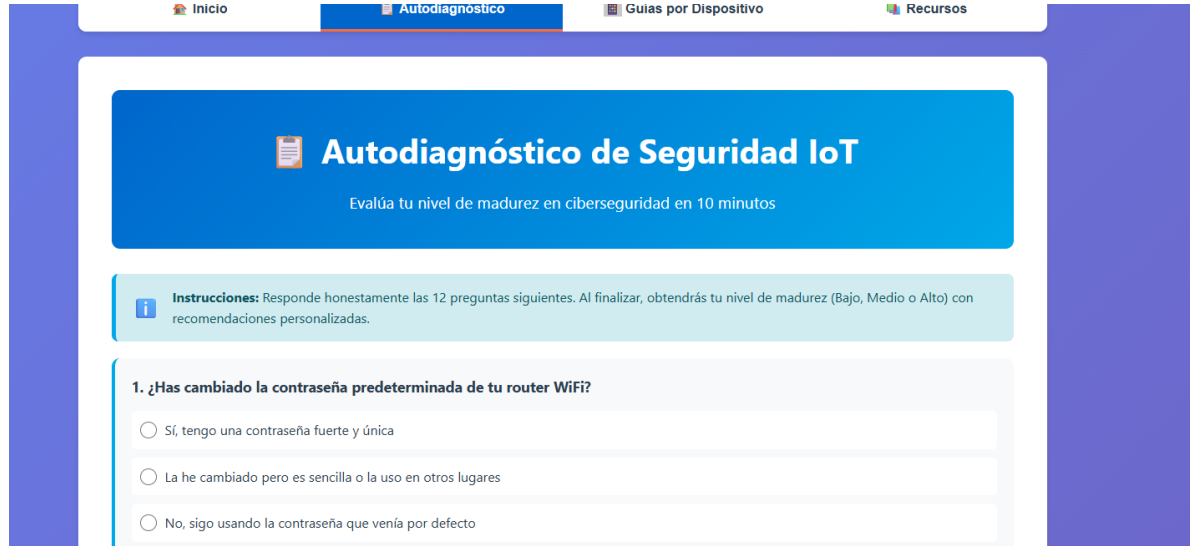 Inicio
Autodiagnóstico
Guías por Dispositivo
Recursos
Autodiagnóstico de Seguridad IoT
Evalúa tu nivel de madurez en ciberseguridad en 10 minutos
Instrucciones: Responde honestamente las 12 preguntas siguientes. Al finalizar, obtendrás tu nivel de madurez (Bajo, Medio o Alto) con
recomendaciones personalizadas.
1. ¿Has cambiado la contraseña predeterminada de tu router WiFi?
Sí, tengo una contraseña fuerte y única
La he cambiado pero es sencilla o la uso en otros lugares
No, sigo usando la contraseña que venía por defecto